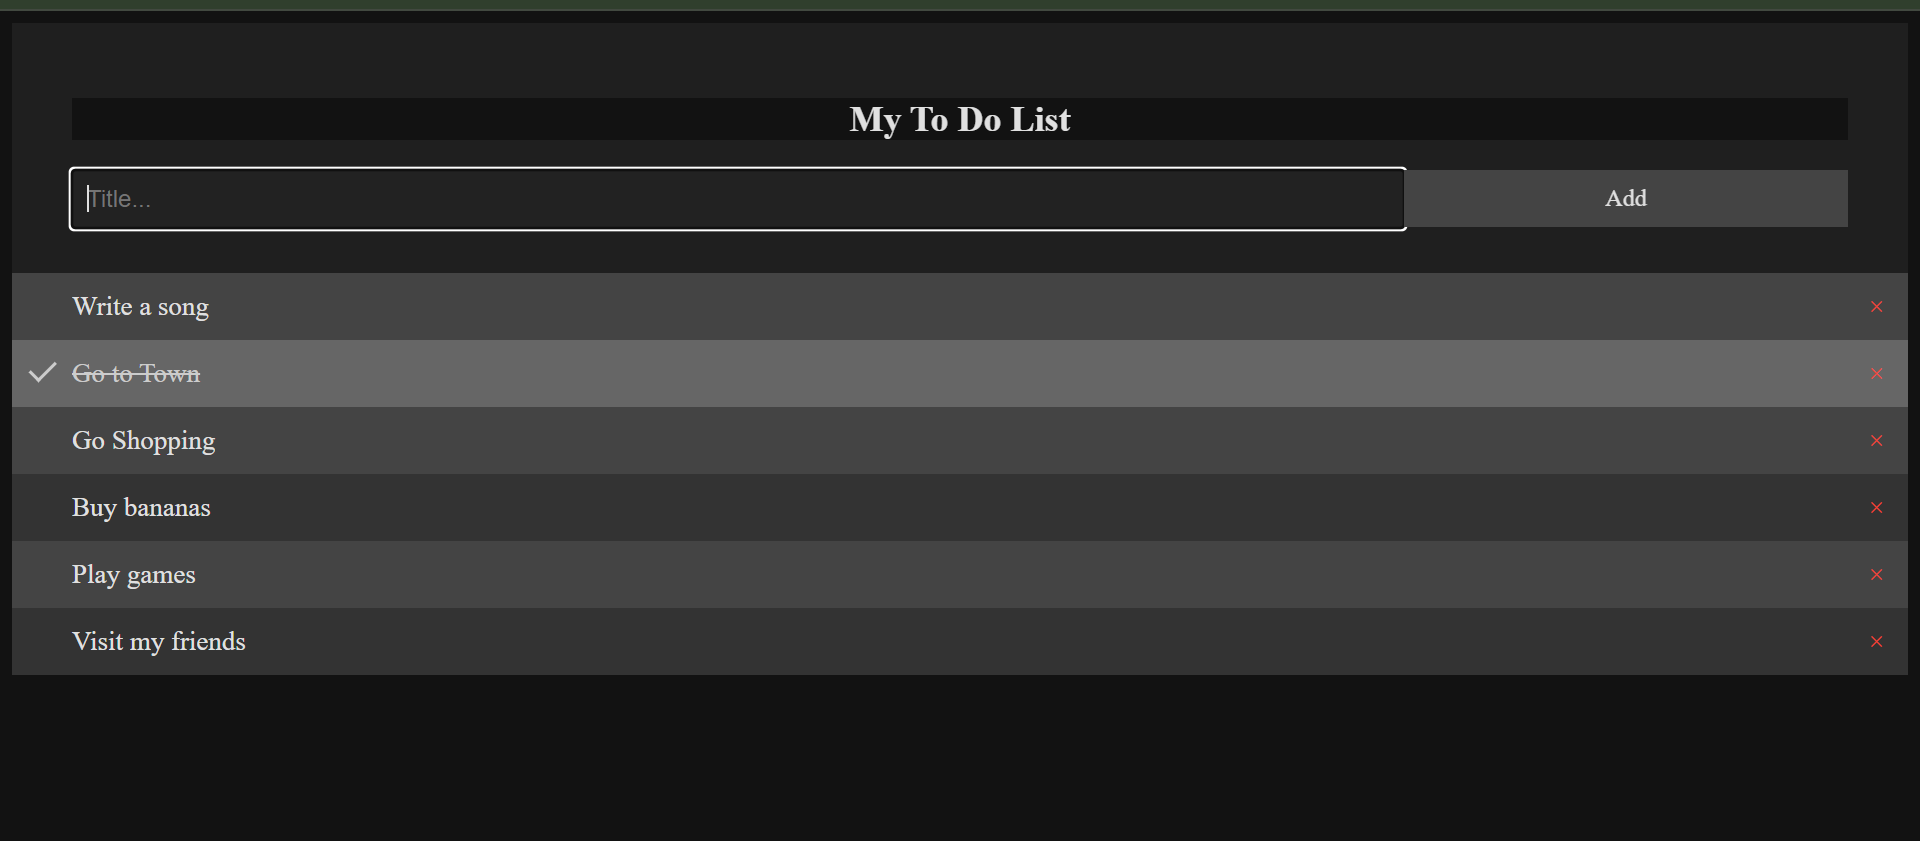 My To Do List
Title...
Add
Write a song
×
Go to Town
×
Go Shopping
×
Buy bananas
×
Play games
×
Visit my friends
×